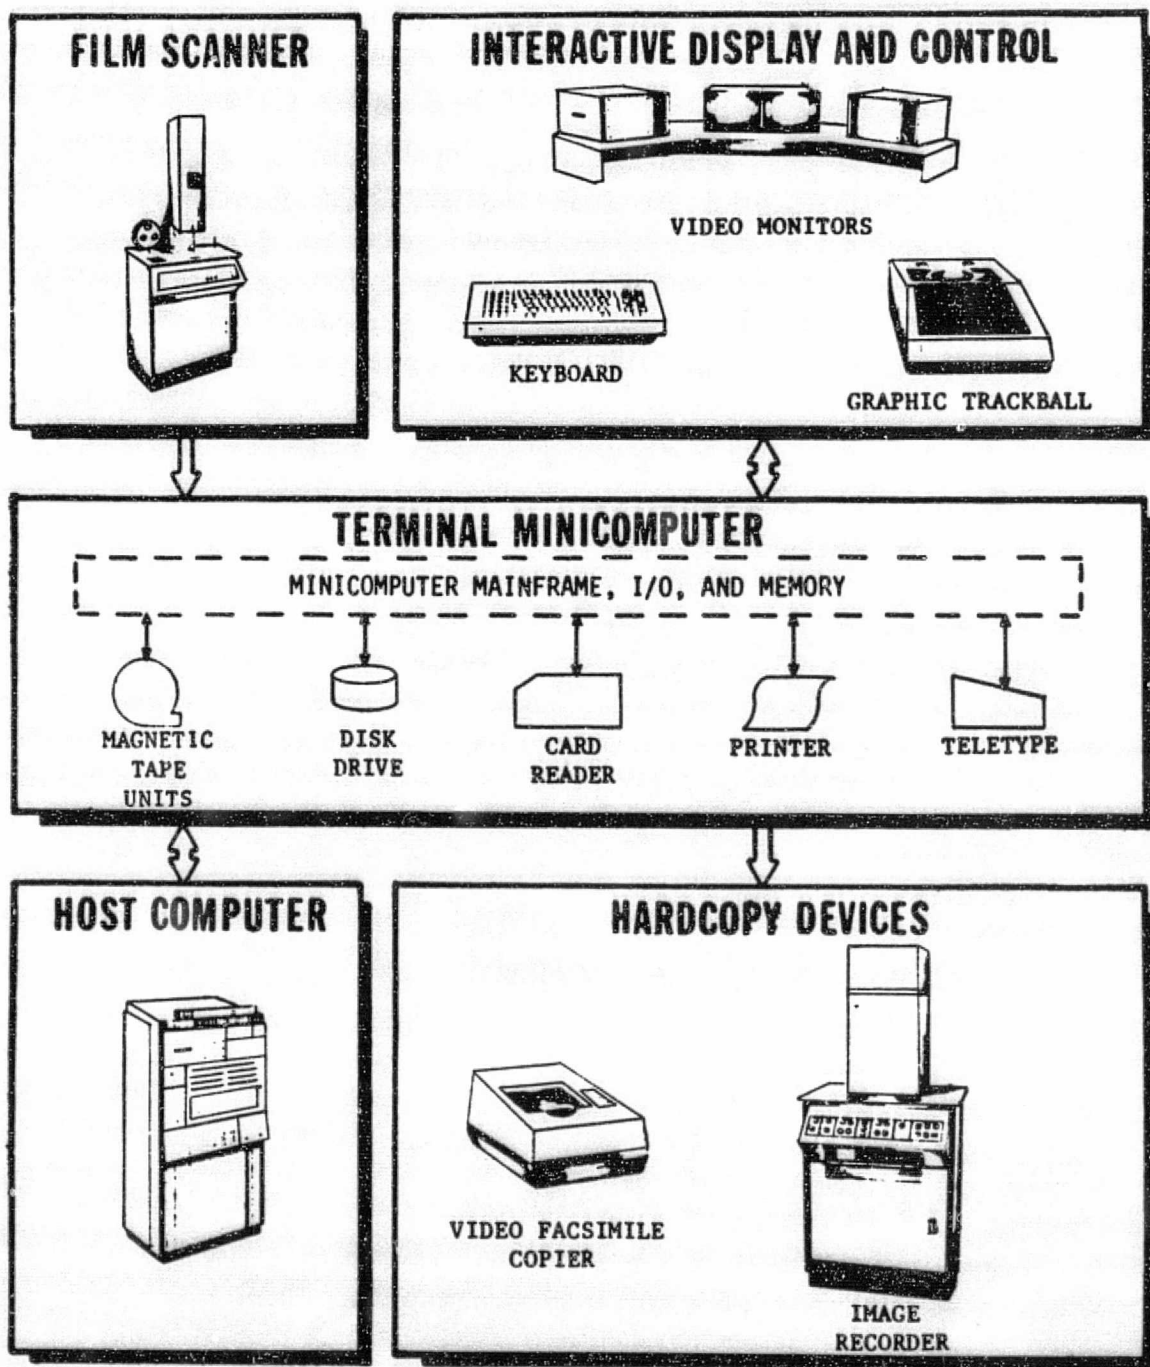 FILM SCANNER
INTERACTIVE DISPLAY AND CONTROL
VIDEO MONITORS
KEYBOARD
GRAPHIC TRACKBALL
TERMINAL MINICOMPUTER
MINICOMPUTER MAINFRAME, I/O, AND MEMORY
MAGNETIC
TAPE
UNITS
DISK
DRIVE
CARD
READER
PRINTER
TELETYPE
HOST COMPUTER
HARDCOPY DEVICES
VIDEO FACSIMILE
COPIER
IMAGE
RECORDER